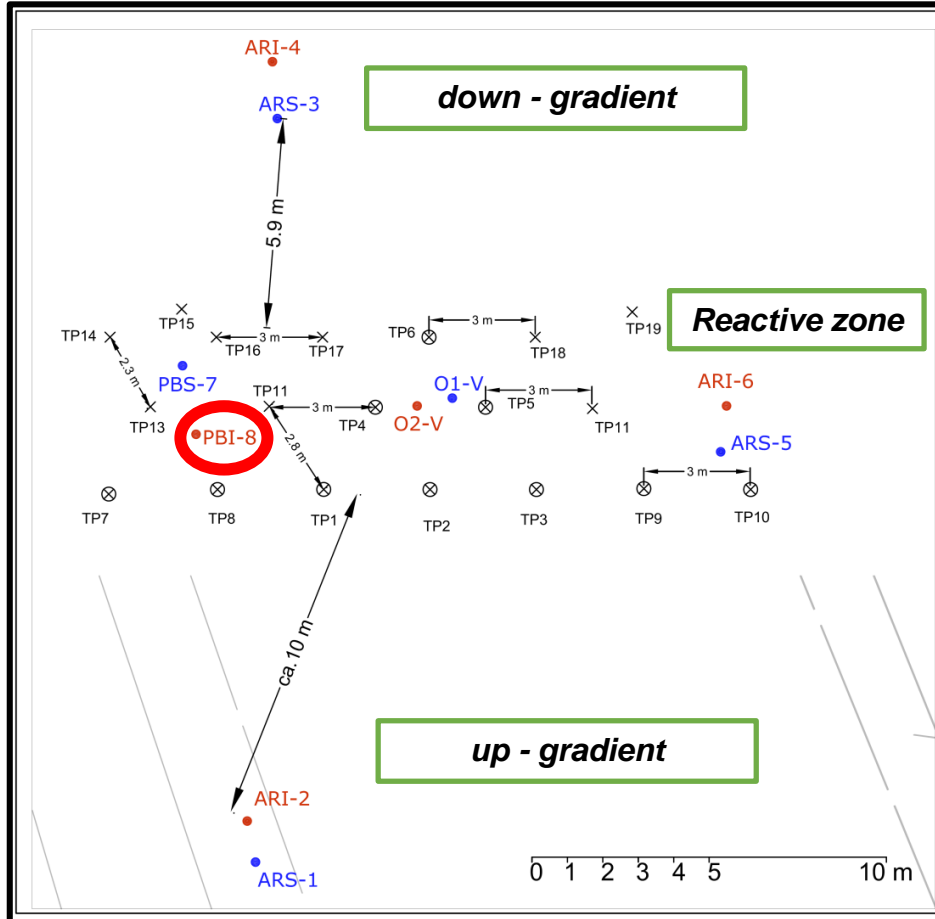 ARI-4
down - gradient
ARS-3
5.9 m
Reactive zone
TP14
TP15
3 m
TP16
TP17
TP6
3 m
TP18
TP19
2.3 m
PBS-7
TP11
3 m
TP4
O1-V
O2-V
3 m
TP5
TP11
ARI-6
TP13
PBI-8
2.8 m
ARS-5
3 m
TP7
TP8
TP1
TP2
TP3
TP9
TP10
ca.10 m
up - gradient
ARI-2
ARS-1
0 1 2 3 4 5 10 m